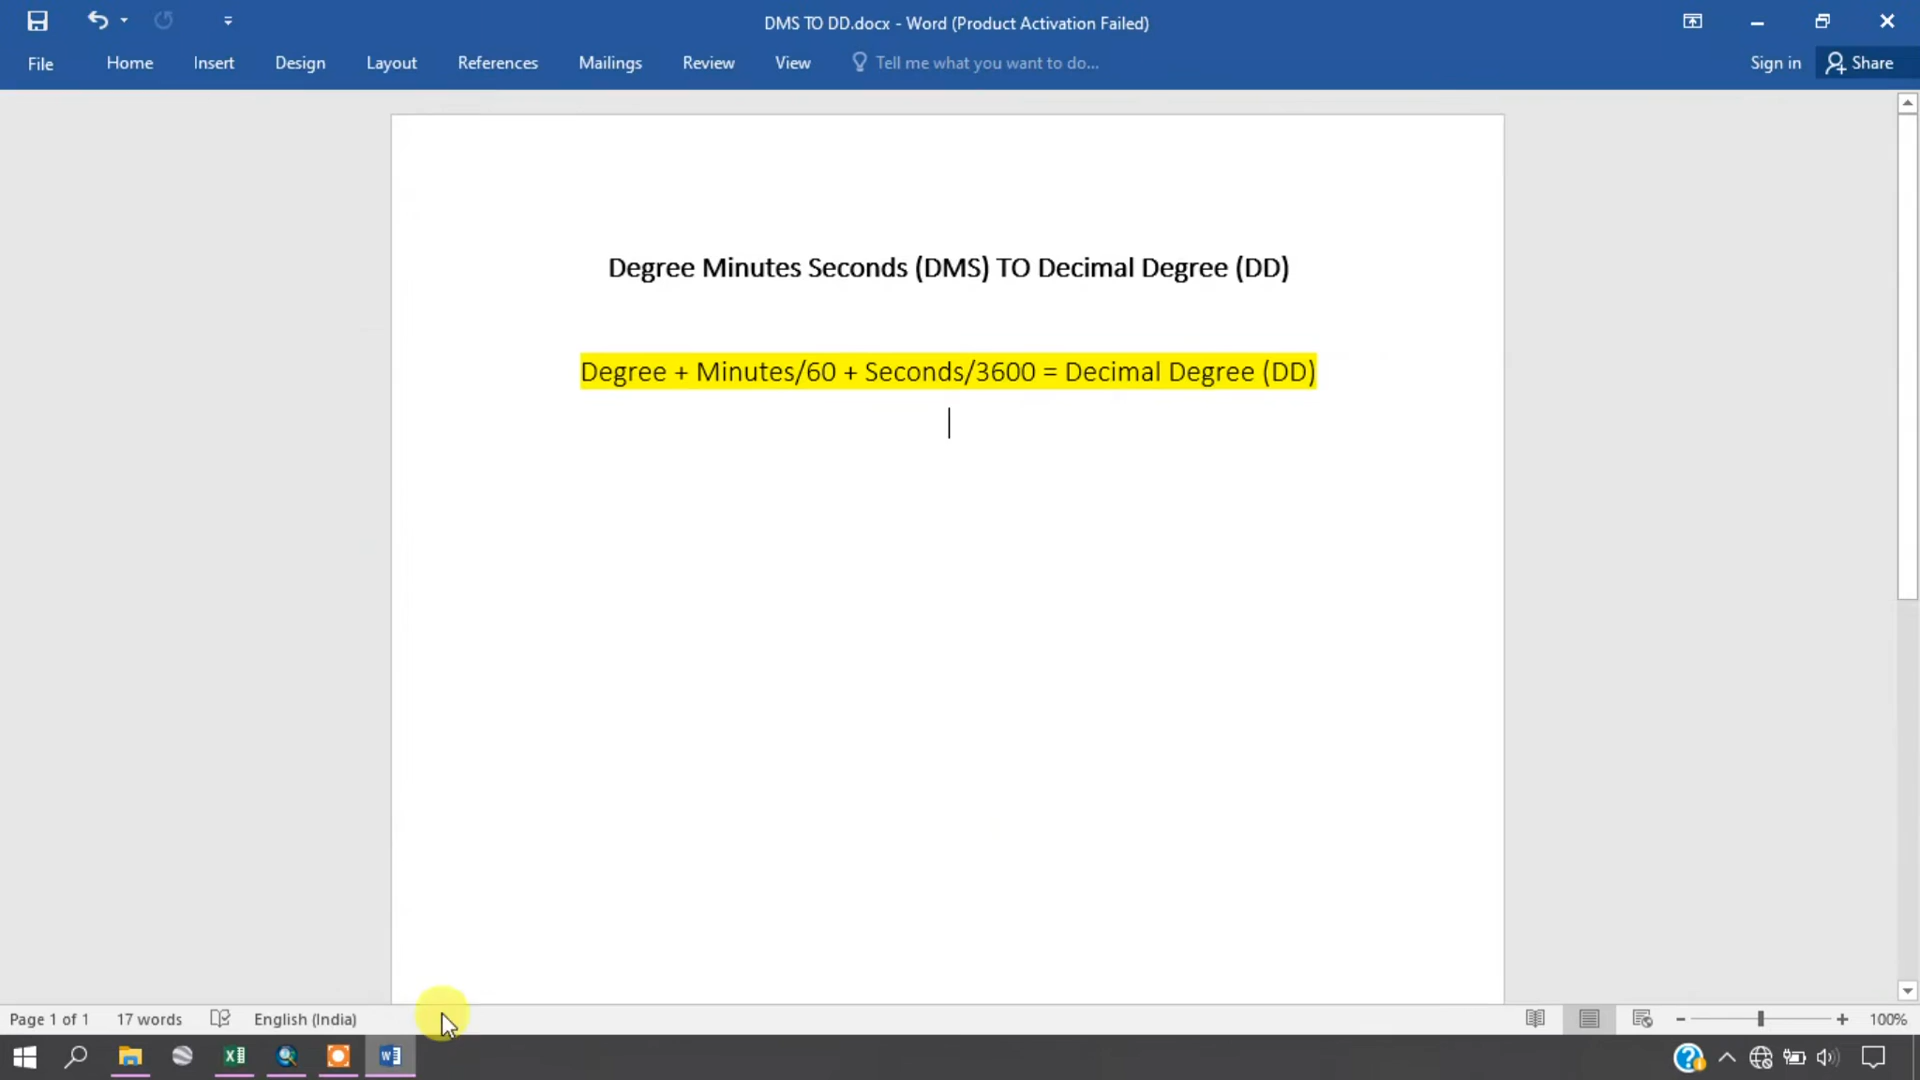 DMS TO DD.docx - Word (Product Activation Failed)
File Home Insert Design Layout References Mailings Review View Tell me what you want to do... Sign in Share
Degree Minutes Seconds (DMS) TO Decimal Degree (DD)
Degree + Minutes/60 + Seconds/3600 = Decimal Degree (DD)
Page 1 of 1 17 words English (India) 100%